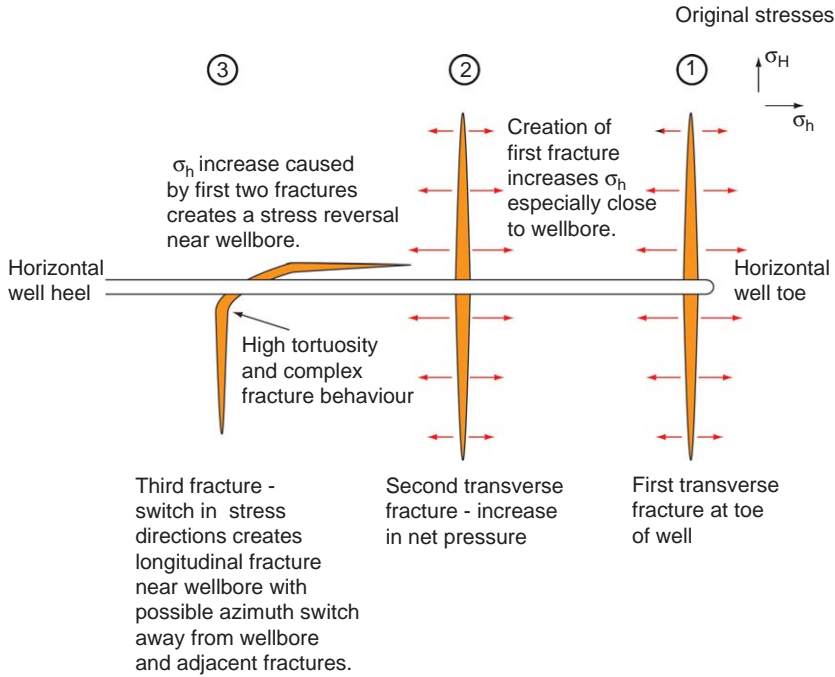 Original stresses
σH
σh
3
2
1
Creation of
first fracture
increases σh
especially close
to wellbore.
σh increase caused
by first two fractures
creates a stress reversal
near wellbore.
Horizontal
well heel
Horizontal
well toe
High tortuosity
and complex
fracture behaviour
Third fracture -
switch in stress
directions creates
longitudinal fracture
near wellbore with
possible azimuth switch
away from wellbore
and adjacent fractures.
Second transverse
fracture - increase
in net pressure
First transverse
fracture at toe
of well